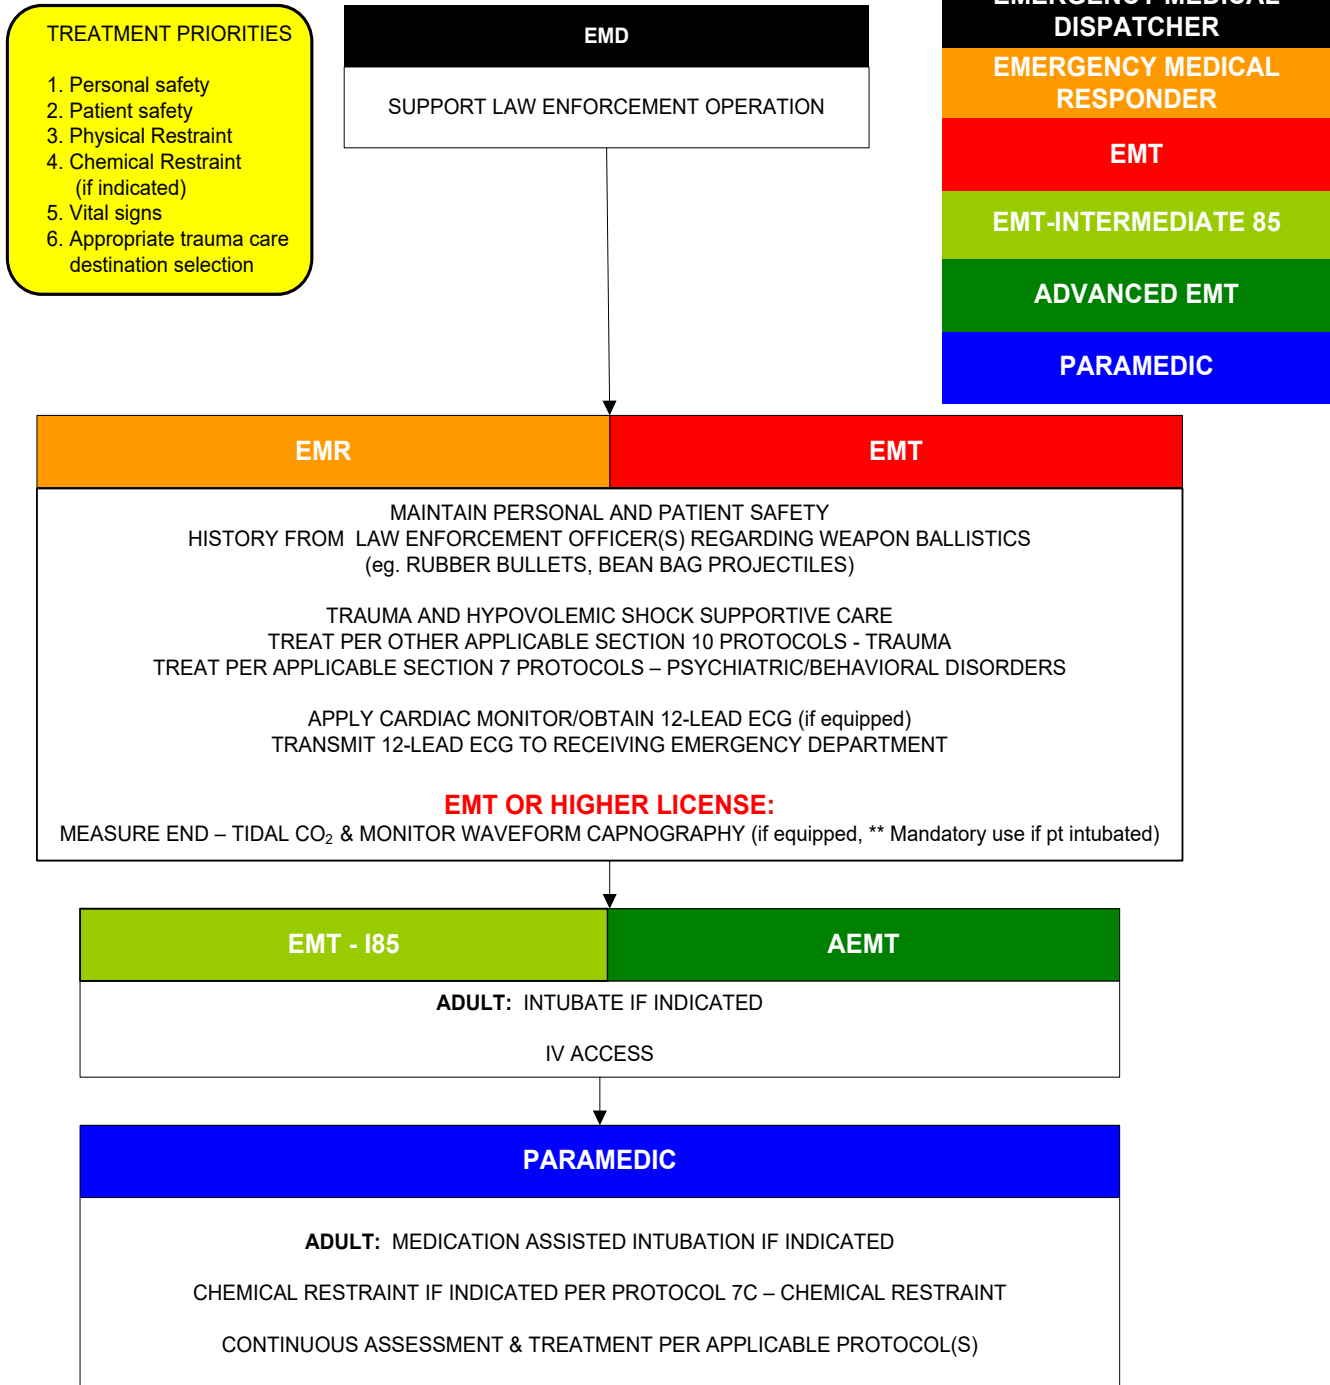 TREATMENT PRIORITIES
1. Personal safety
2. Patient safety
3. Physical Restraint
4. Chemical Restraint
(if indicated)
5. Vital signs
6. Appropriate trauma care
destination selection
EMD
SUPPORT LAW ENFORCEMENT OPERATION
EMERGENCY MEDICAL
DISPATCHER
EMERGENCY MEDICAL
RESPONDER
EMT
EMT-INTERMEDIATE 85
ADVANCED EMT
PARAMEDIC
EMR
EMT
MAINTAIN PERSONAL AND PATIENT SAFETY
HISTORY FROM LAW ENFORCEMENT OFFICER(S) REGARDING WEAPON BALLISTICS
(eg. RUBBER BULLETS, BEAN BAG PROJECTILES)
TRAUMA AND HYPOVOLEMIC SHOCK SUPPORTIVE CARE
TREAT PER OTHER APPLICABLE SECTION 10 PROTOCOLS - TRAUMA
TREAT PER APPLICABLE SECTION 7 PROTOCOLS – PSYCHIATRIC/BEHAVIORAL DISORDERS
APPLY CARDIAC MONITOR/OBTAIN 12-LEAD ECG (if equipped)
TRANSMIT 12-LEAD ECG TO RECEIVING EMERGENCY DEPARTMENT
EMT OR HIGHER LICENSE:
MEASURE END – TIDAL CO₂ & MONITOR WAVEFORM CAPNOGRAPHY (if equipped, ** Mandatory use if pt intubated)
EMT - I85
AEMT
ADULT: INTUBATE IF INDICATED
IV ACCESS
PARAMEDIC
ADULT: MEDICATION ASSISTED INTUBATION IF INDICATED
CHEMICAL RESTRAINT IF INDICATED PER PROTOCOL 7C – CHEMICAL RESTRAINT
CONTINUOUS ASSESSMENT & TREATMENT PER APPLICABLE PROTOCOL(S)